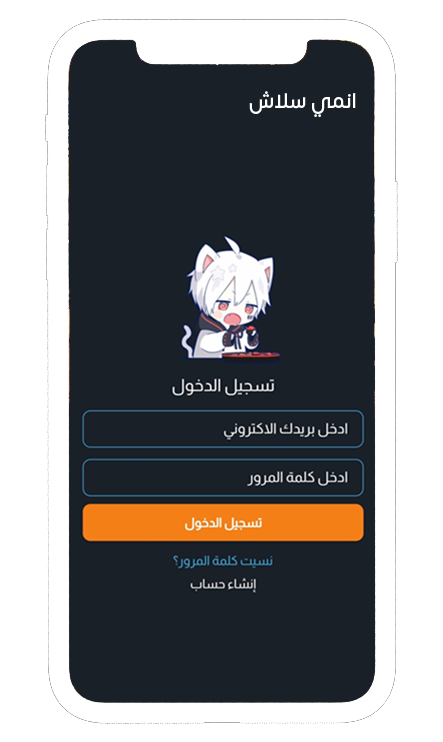 انمي سلاش
تسجيل الدخول
ادخل بريدك الاكتروني
ادخل كلمة المرور
تسجيل الدخول
نسيت كلمة المرور؟
إنشاء حساب